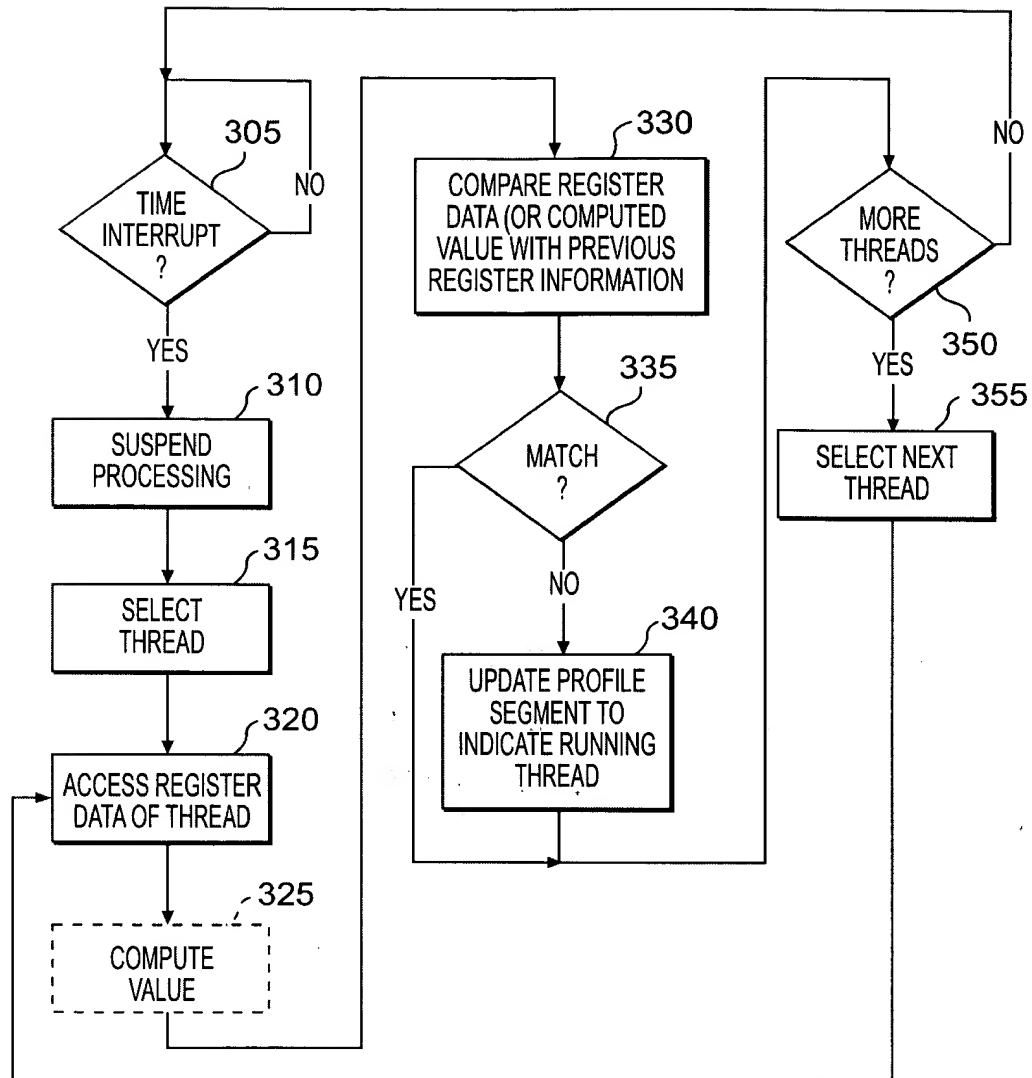 305
TIME
INTERRUPT
?
NO
YES
310
SUSPEND
PROCESSING
315
SELECT
THREAD
320
ACCESS REGISTER
DATA OF THREAD
325
COMPUTE
VALUE
330
COMPARE REGISTER
DATA (OR COMPUTED
VALUE WITH PREVIOUS
REGISTER INFORMATION
335
MATCH
?
YES
NO
340
UPDATE PROFILE
SEGMENT TO
INDICATE RUNNING
THREAD
MORE
THREADS
?
NO
350
YES
355
SELECT NEXT
THREAD